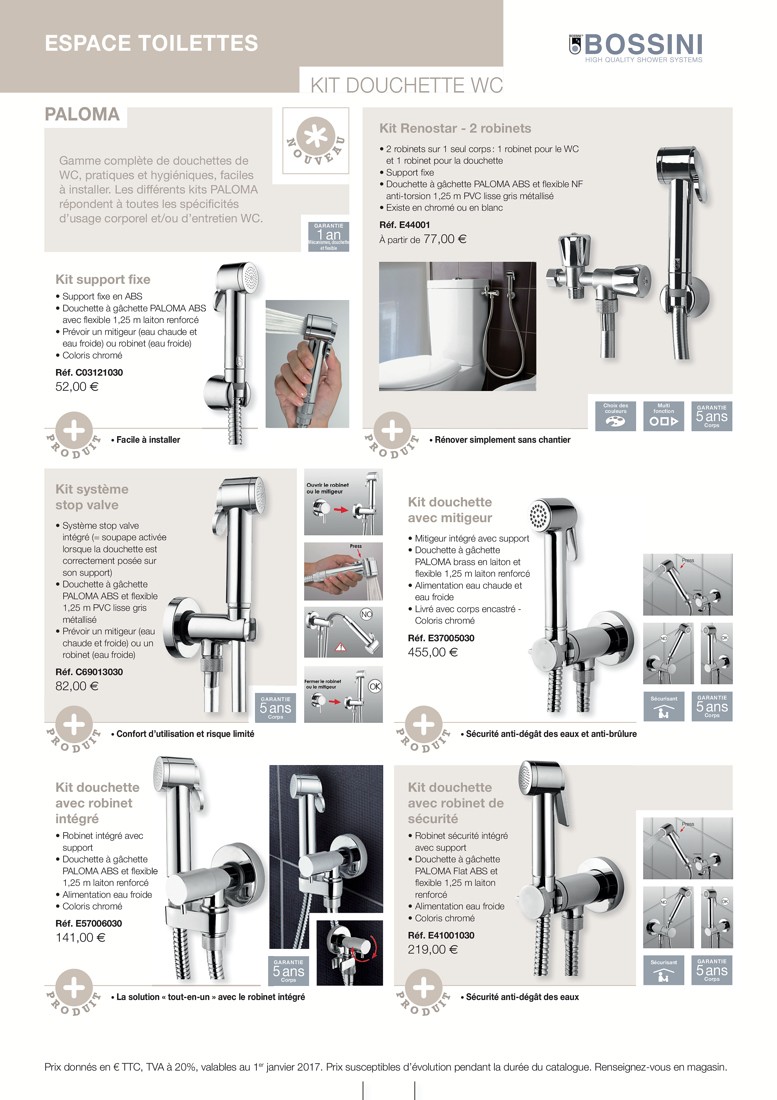 ESPACE TOILETTES
BOSSINI
HIGH QUALITY SHOWER SYSTEMS
KIT DOUCHETTE WC
PALOMA
NOUVEAU
Gamme complète de douchettes de
WC, pratiques et hygiéniques, faciles
à installer. Les différents kits PALOMA
répondent à toutes les spécificités
d'usage corporel et/ou d'entretien WC.
GARANTIE
1 an
et flexible
Kit support fixe
• Support fixe en ABS
• Douchette à gâchette PALOMA ABS
avec flexible 1,25 m laiton renforcé
• Prévoir un mitigeur (eau chaude et
eau froide) ou robinet (eau froide)
• Coloris chromé
Réf. C03121030
52,00 €
PRODUIT
• Facile à installer
Kit Renostar - 2 robinets
• 2 robinets sur 1 seul corps : 1 robinet pour le WC
et 1 robinet pour la douchette
• Support fixe
• Douchette à gâchette PALOMA ABS et flexible NF
anti-torsion 1,25 m PVC lisse gris métallisé
• Existe en chromé ou en blanc
Réf. E44001
À partir de 77,00 €
Choix des
couleurs
Multi
fonction
GARANTIE
5 ans
Corps
PRODUIT
• Rénover simplement sans chantier
Kit système
stop valve
• Système stop valve
intégré (= soupape activée
lorsque la douchette est
correctement posée sur
son support)
• Douchette à gâchette
PALOMA ABS et flexible
1,25 m PVC lisse gris
métallisé
• Prévoir un mitigeur (eau
chaude et froide) ou un
robinet (eau froide)
Réf. C69013030
82,00 €
Ouvrir le robinet
ou le mitigeur
Press
NO
Fermer le robinet
ou le mitigeur
OK
GARANTIE
5 ans
Corps
PRODUIT
• Confort d'utilisation et risque limité
Kit douchette
avec mitigeur
• Mitigeur intégré avec support
• Douchette à gâchette
PALOMA brass en laiton et
flexible 1,25 m laiton renforcé
• Alimentation eau chaude et
eau froide
• Livré avec corps encastré -
Coloris chromé
Réf. E37005030
455,00 €
Press
Sécurisant
GARANTIE
5 ans
Corps
PRODUIT
• Sécurité anti-dégât des eaux et anti-brûlure
Kit douchette
avec robinet
intégré
• Robinet intégré avec
support
• Douchette à gâchette
PALOMA ABS et flexible
1,25 m laiton renforcé
• Alimentation eau froide
• Coloris chromé
Réf. E57006030
141,00 €
GARANTIE
5 ans
Corps
PRODUIT
• La solution « tout-en-un » avec le robinet intégré
Kit douchette
avec robinet de
sécurité
• Robinet sécurité intégré
avec support
• Douchette à gâchette
PALOMA Flat ABS et
flexible 1,25 m laiton
renforcé
• Alimentation eau froide
• Coloris chromé
Réf. E41001030
219,00 €
Press
Sécurisant
GARANTIE
5 ans
Corps
PRODUIT
• Sécurité anti-dégât des eaux
Prix donnés en € TTC, TVA à 20%, valables au 1er janvier 2017. Prix susceptibles d'évolution pendant la durée du catalogue. Renseignez-vous en magasin.